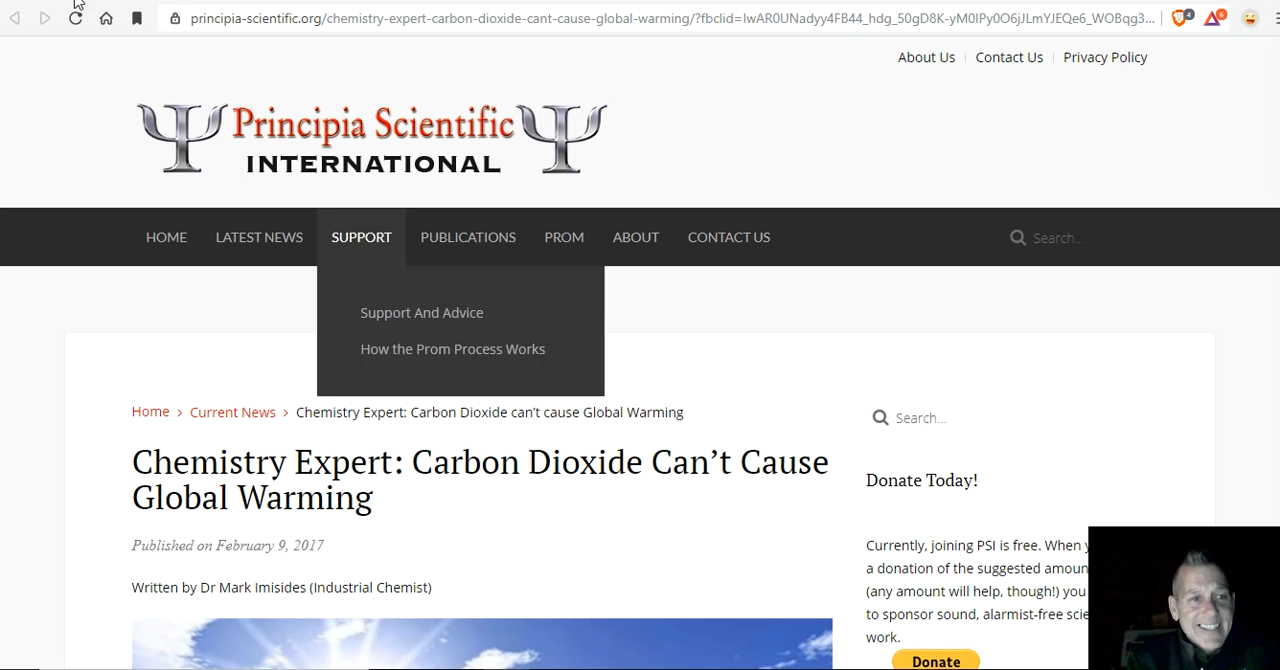 principia-scientific.org/chemistry-expert-carbon-dioxide-cant-cause-global-warming/?fbclid=IwAR0UNadyy4FB44_hdg_50gD8K-yM0IPy0O6jJLmYJEQe6_WOBqg3...
4
6
About Us
Contact Us
Privacy Policy
Principia Scientific
INTERNATIONAL
HOME
LATEST NEWS
SUPPORT
PUBLICATIONS
PROM
ABOUT
CONTACT US
Search...
Support And Advice
How the Prom Process Works
Home > Current News > Chemistry Expert: Carbon Dioxide can't cause Global Warming
Chemistry Expert: Carbon Dioxide Can't Cause
Global Warming
Published on February 9, 2017
Written by Dr Mark Imisides (Industrial Chemist)
Search...
Donate Today!
Currently, joining PSI is free. When
a donation of the suggested amoun
(any amount will help, though!) you
to sponsor sound, alarmist-free scie
work.
Donate